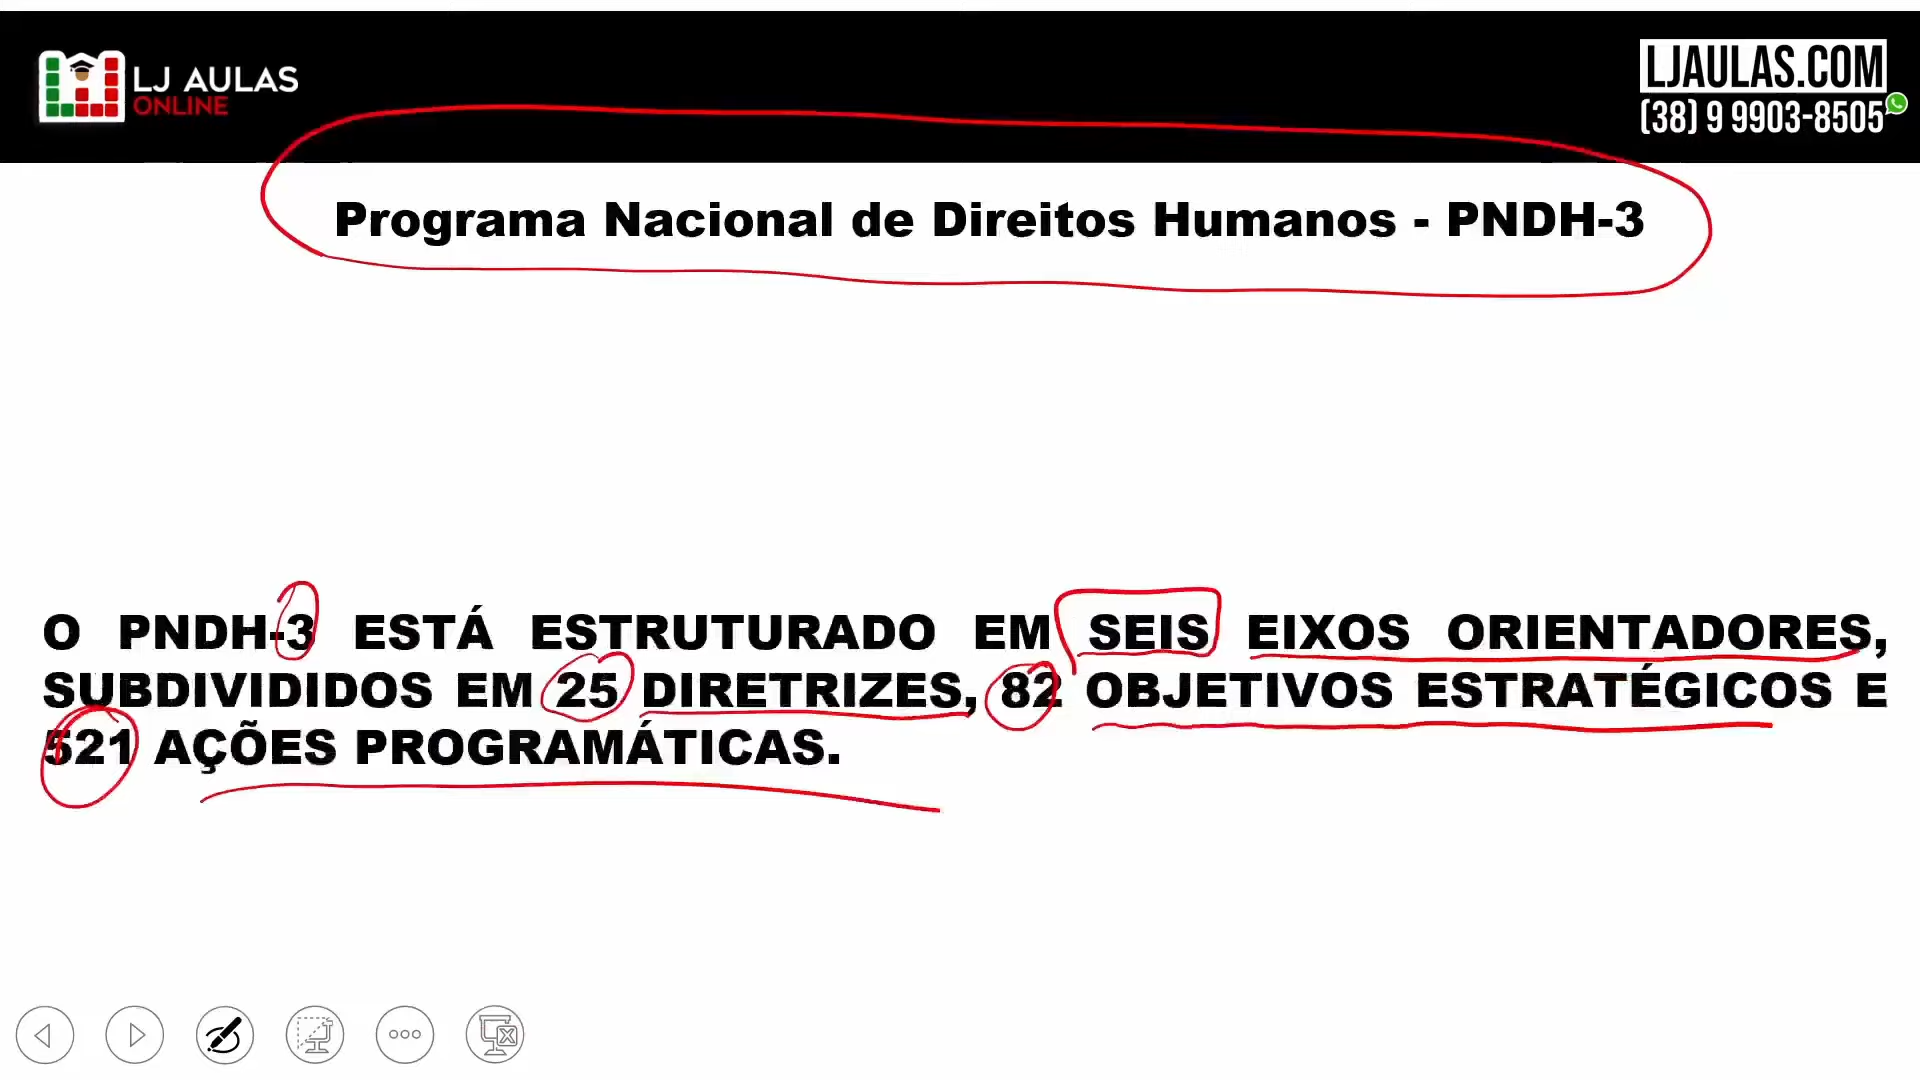 LJ AULAS
ONLINE
LJAULAS.COM
(38) 9 9903-8505
Programa Nacional de Direitos Humanos - PNDH-3
O PNDH-3 ESTÁ ESTRUTURADO EM SEIS EIXOS ORIENTADORES,
SUBDIVIDIDOS EM 25 DIRETRIZES, 82 OBJETIVOS ESTRATÉGICOS E
521 AÇÕES PROGRAMÁTICAS.